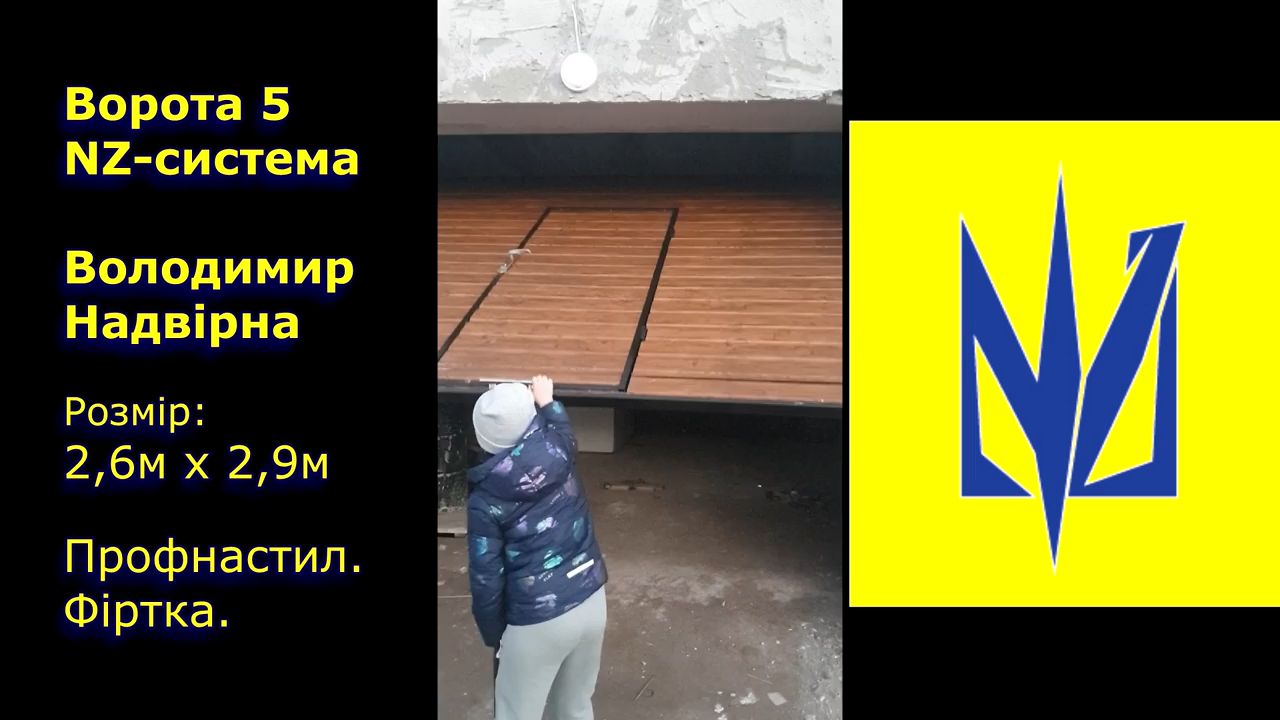 Ворота 5
NZ-система
Володимир
Надвірна
Розмір:
2,6м х 2,9м
Профнастил.
Фіртка.